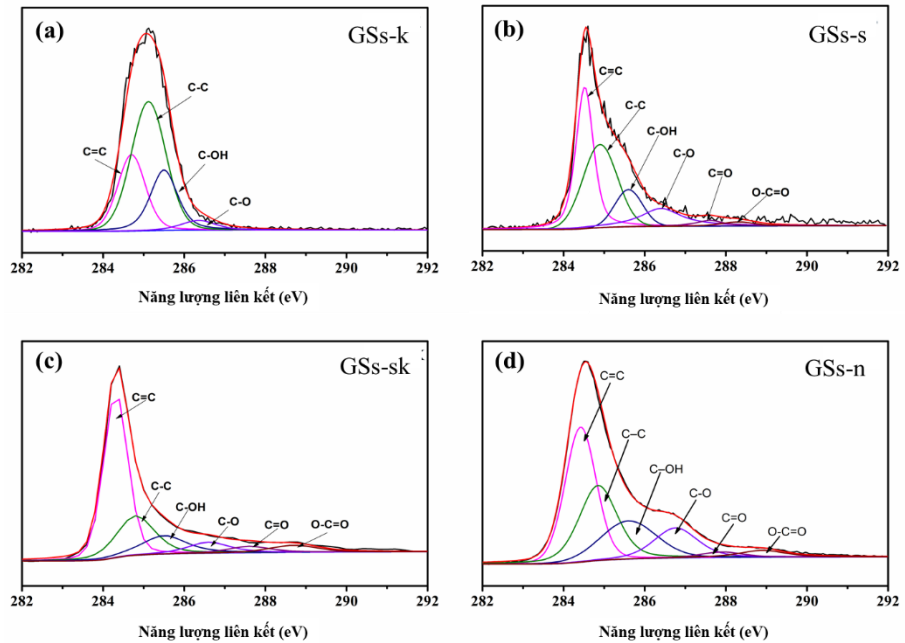 (a)
GSs-k
C-C
C=C
C-OH
C-O
282 284 286 288 290 292
Năng lượng liên kết (eV)
(b)
GSs-s
C=C
C-C
C-OH
C-O
C=O
O-C=O
282 284 286 288 290 292
Năng lượng liên kết (eV)
(c)
GSs-sk
C=C
C-C
C-OH
C-O
C=O
O-C=O
282 284 286 288 290 292
Năng lượng liên kết (eV)
(d)
GSs-n
C=C
C–C
C–OH
C-O
C=O
O-C=O
282 284 286 288 290 292
Năng lượng liên kết (eV)